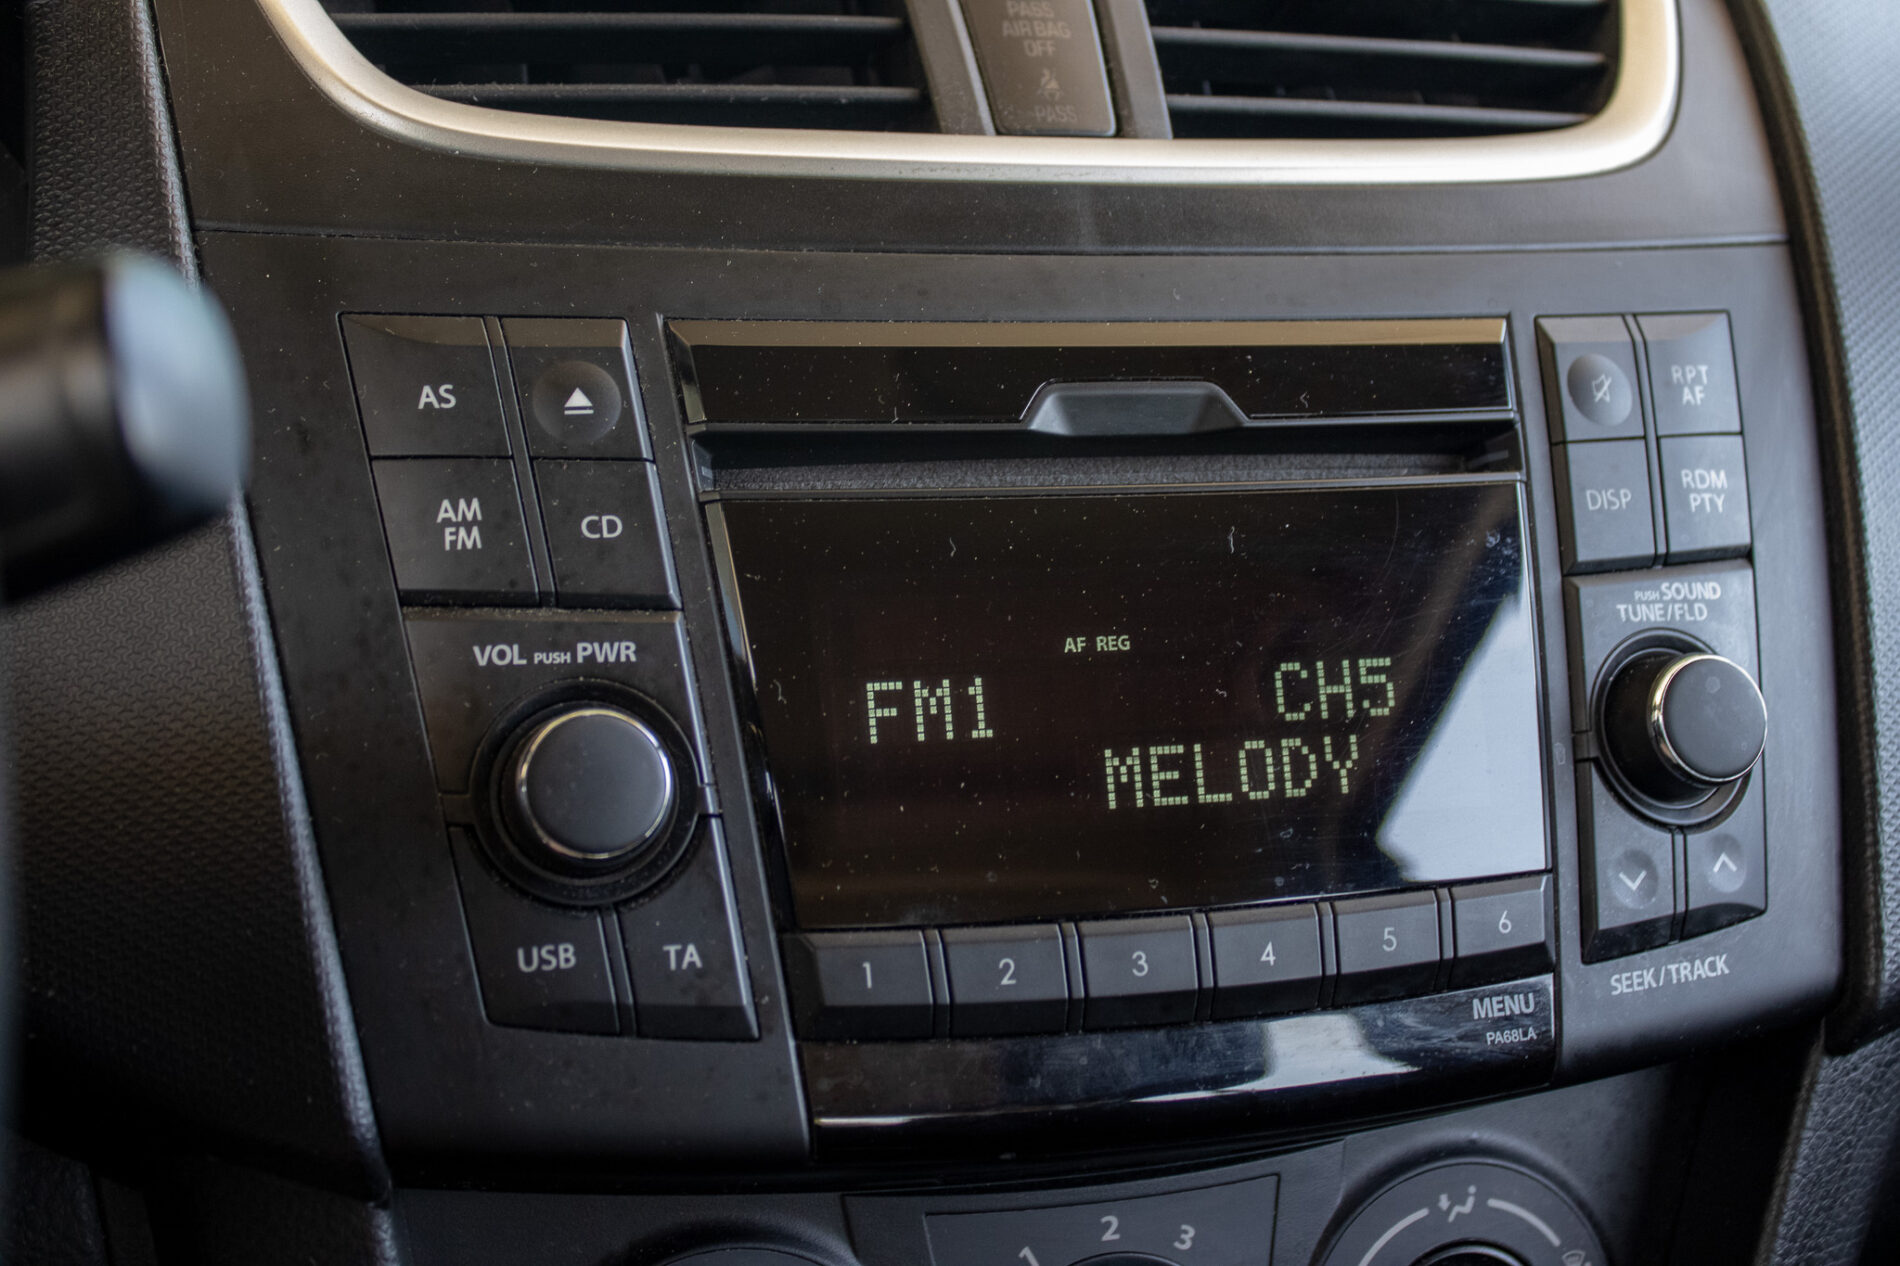 PASS
AIR BAG
OFF
PASS
AS
AM
FM
CD
VOL PUSH PWR
USB
TA
AF REG
FM1
CH5
MELODY
1 2 3 4 5 6
MENU
PA68LA
RPT
AF
DISP
RDM
PTY
PUSH SOUND
TUNE/FLD
SEEK/TRACK
1 2 3